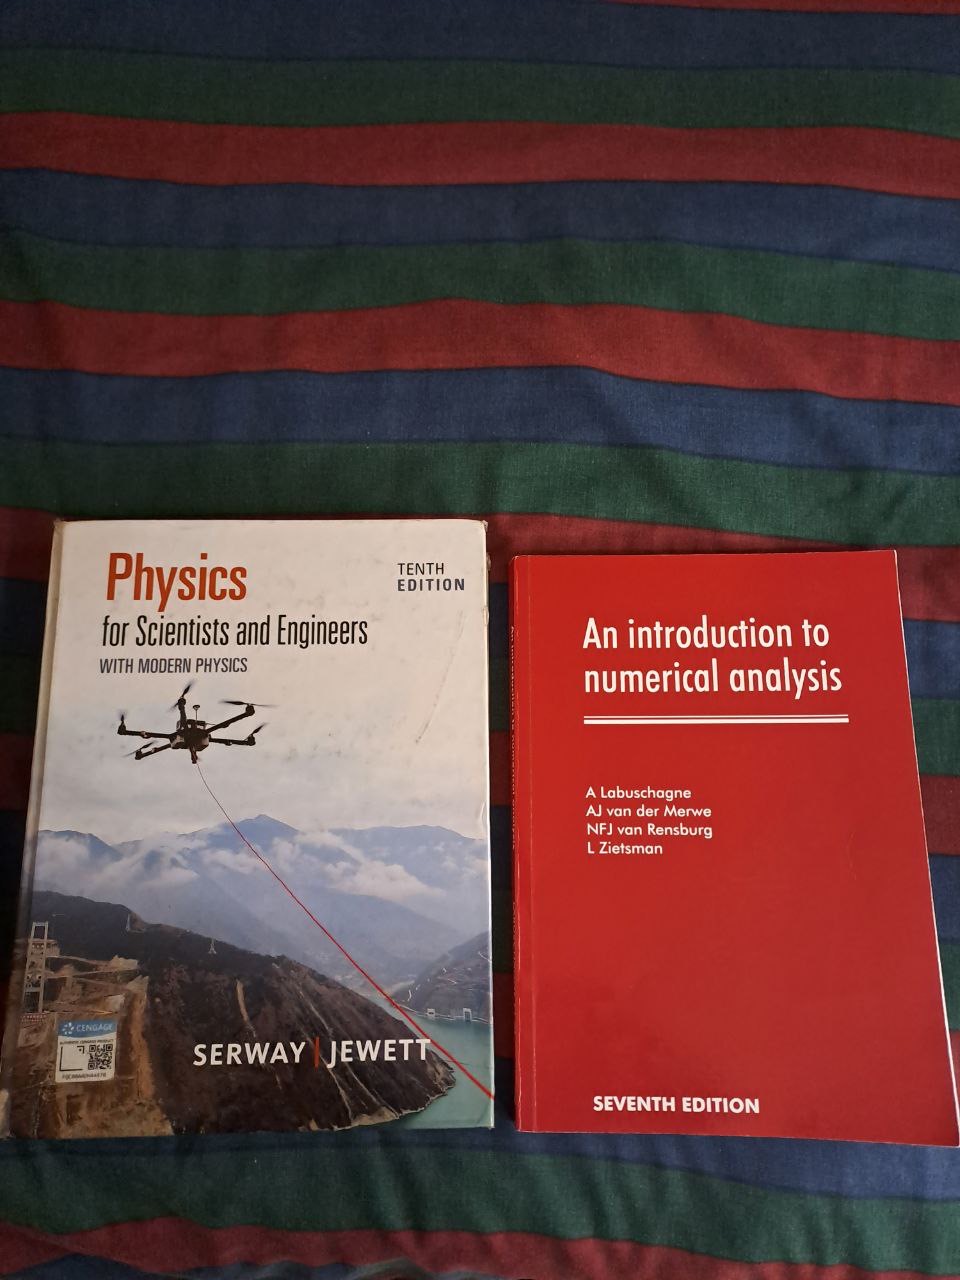 Physics
for Scientists and Engineers
WITH MODERN PHYSICS
TENTH
EDITION
CENGAGE
SERWAY | JEWETT
An introduction to
numerical analysis
A Labuschagne
AJ van der Merwe
NFJ van Rensburg
L Zietsman
SEVENTH EDITION